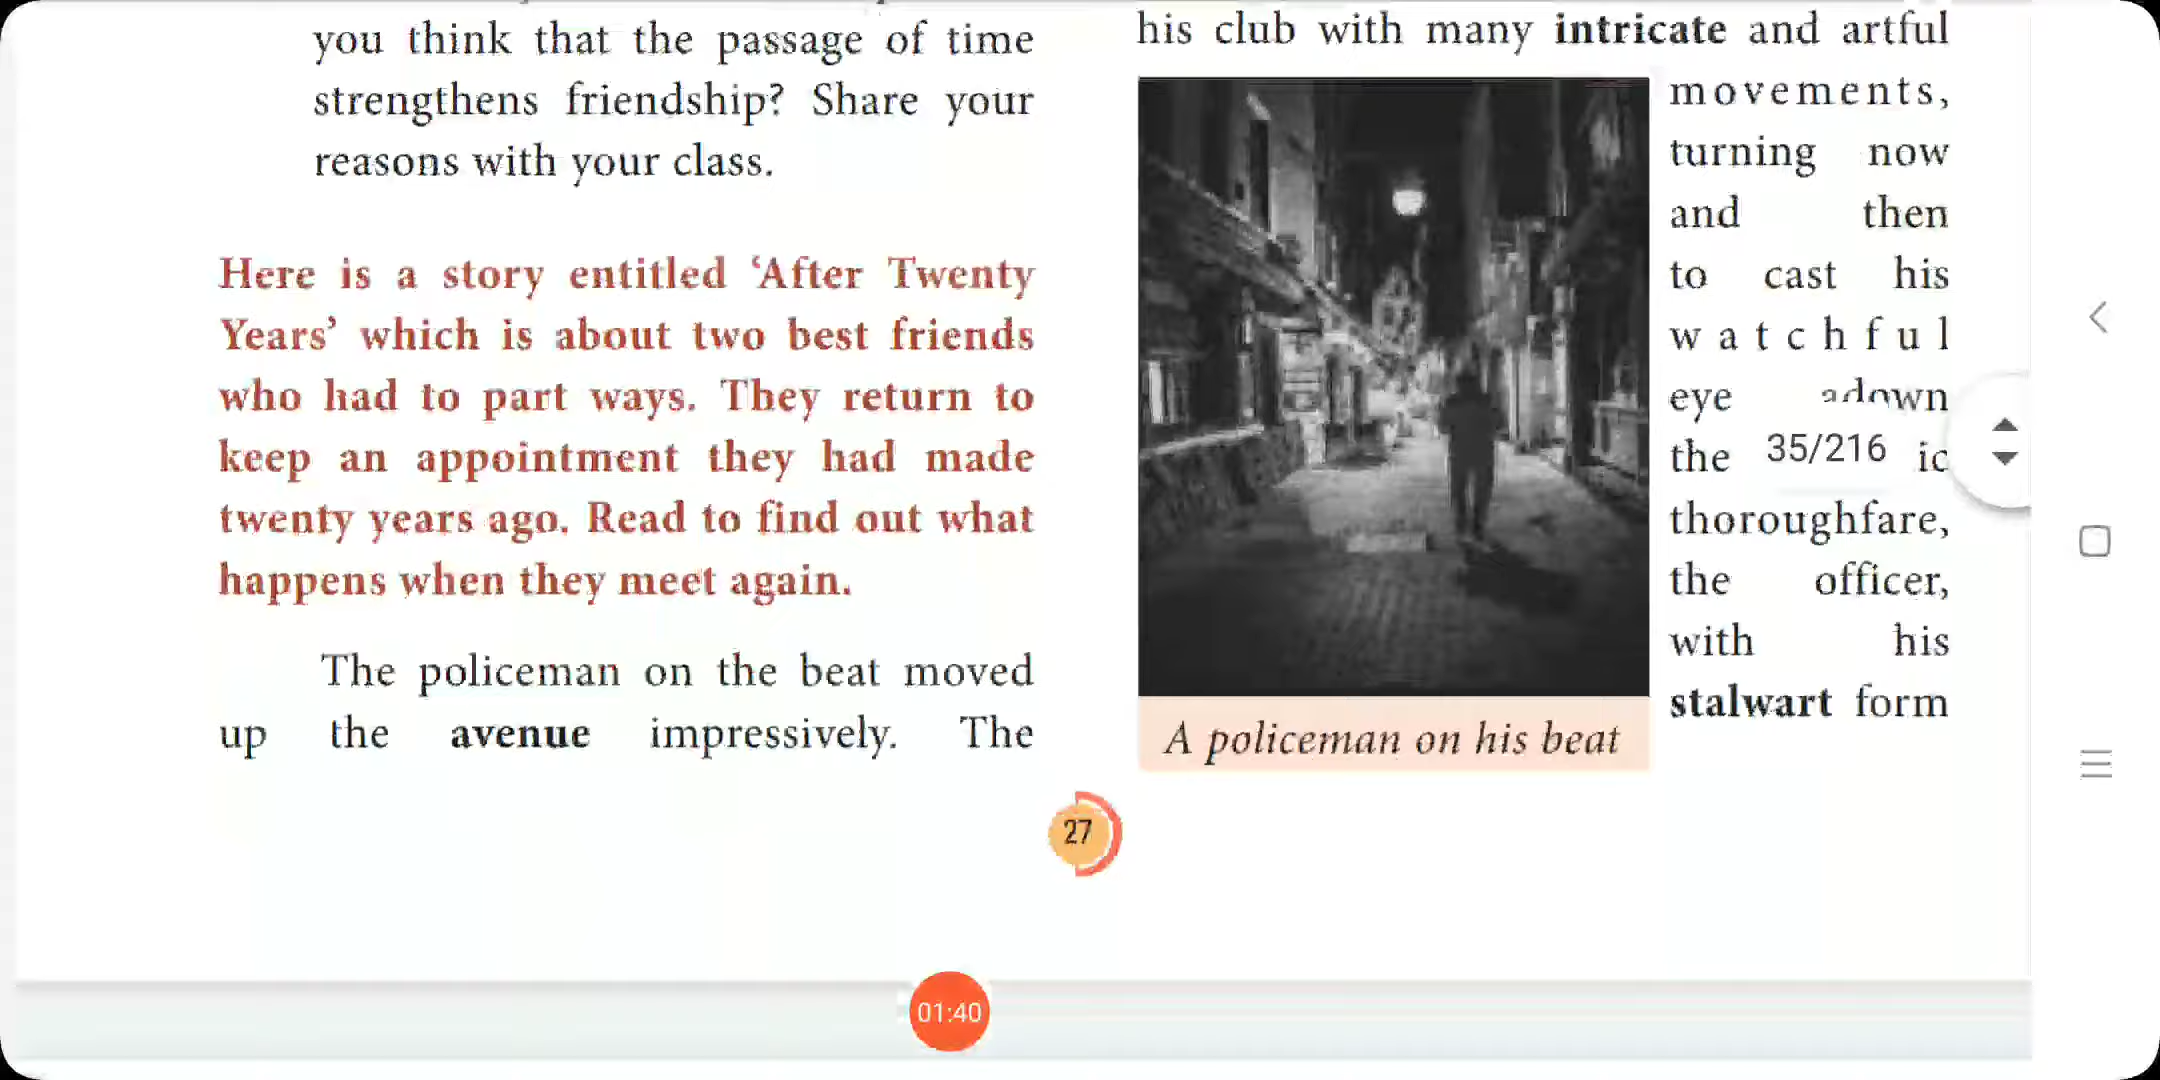 you think that the passage of time
strengthens friendship? Share your
reasons with your class.
Here is a story entitled ‘After Twenty
Years’ which is about two best friends
who had to part ways. They return to
keep an appointment they had made
twenty years ago. Read to find out what
happens when they meet again.
The policeman on the beat moved
up the avenue impressively. The
his club with many intricate and artful
movements,
turning now
and then
to cast his
watchful
eye adown
the
thoroughfare,
the officer,
with his
stalwart form
A policeman on his beat
35/216
27
01:40